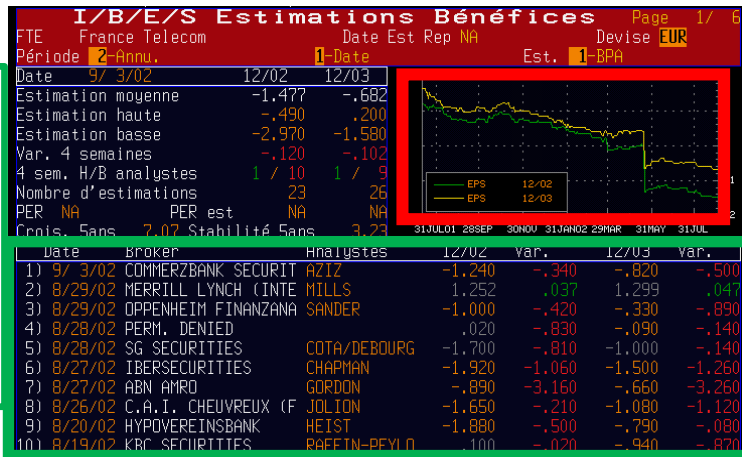 I/B/E/S Estimations Bénéfices Page 1/ 6
FTE France Telecom Date Est Rep NA Devise EUR
Période 2-Annu. 1-Date Est. 1-BPA
Date 9/ 3/02 12/02 12/03
Estimation moyenne -1.477 -.682
Estimation haute -.490 .200
Estimation basse -2.970 -1.580
Var. 4 semaines -.120 -.102
4 sem. H/B analystes 1 / 10 1 / 9
Nombre d'estimations 23 26
PER NA PER est NA NA
Crois. 5ans 7.07 Stabilité 5ans 3.23
EPS 12/02
EPS 12/03
1
2
31JUL01 28SEP 30NOV 31JAN02 29MAR 31MAY 31JUL
Date Broker Analystes 12/02 Var. 12/03 Var.
1) 9/ 3/02 COMMERZBANK SECURIT AZIZ -1.240 -.340 -.820 -.500
2) 8/29/02 MERRILL LYNCH (INTE MILLS 1.252 .037 1.299 .047
3) 8/29/02 OPPENHEIM FINANZANA SANDER -1.000 -.420 -.330 -.890
4) 8/28/02 PERM. DENIED .020 -.830 -.090 -.140
5) 8/28/02 SG SECURITIES COTA/DEBOURG -1.700 -.810 -1.000 -.140
6) 8/27/02 IBERSECURITIES CHAPMAN -1.920 -1.060 -1.500 -1.260
7) 8/27/02 ABN AMRO GORDON -.890 -3.160 -.660 -3.260
8) 8/26/02 C.A.I. CHEUVREUX (F JOLION -1.650 -.210 -1.080 -1.120
9) 8/20/02 HYPOVEREINSBANK HEIST -1.880 -.500 -.790 -.080
10) 8/19/02 KBC SECURITIES RAFFIN-PEYLO .100 -.020 -.940 -.870